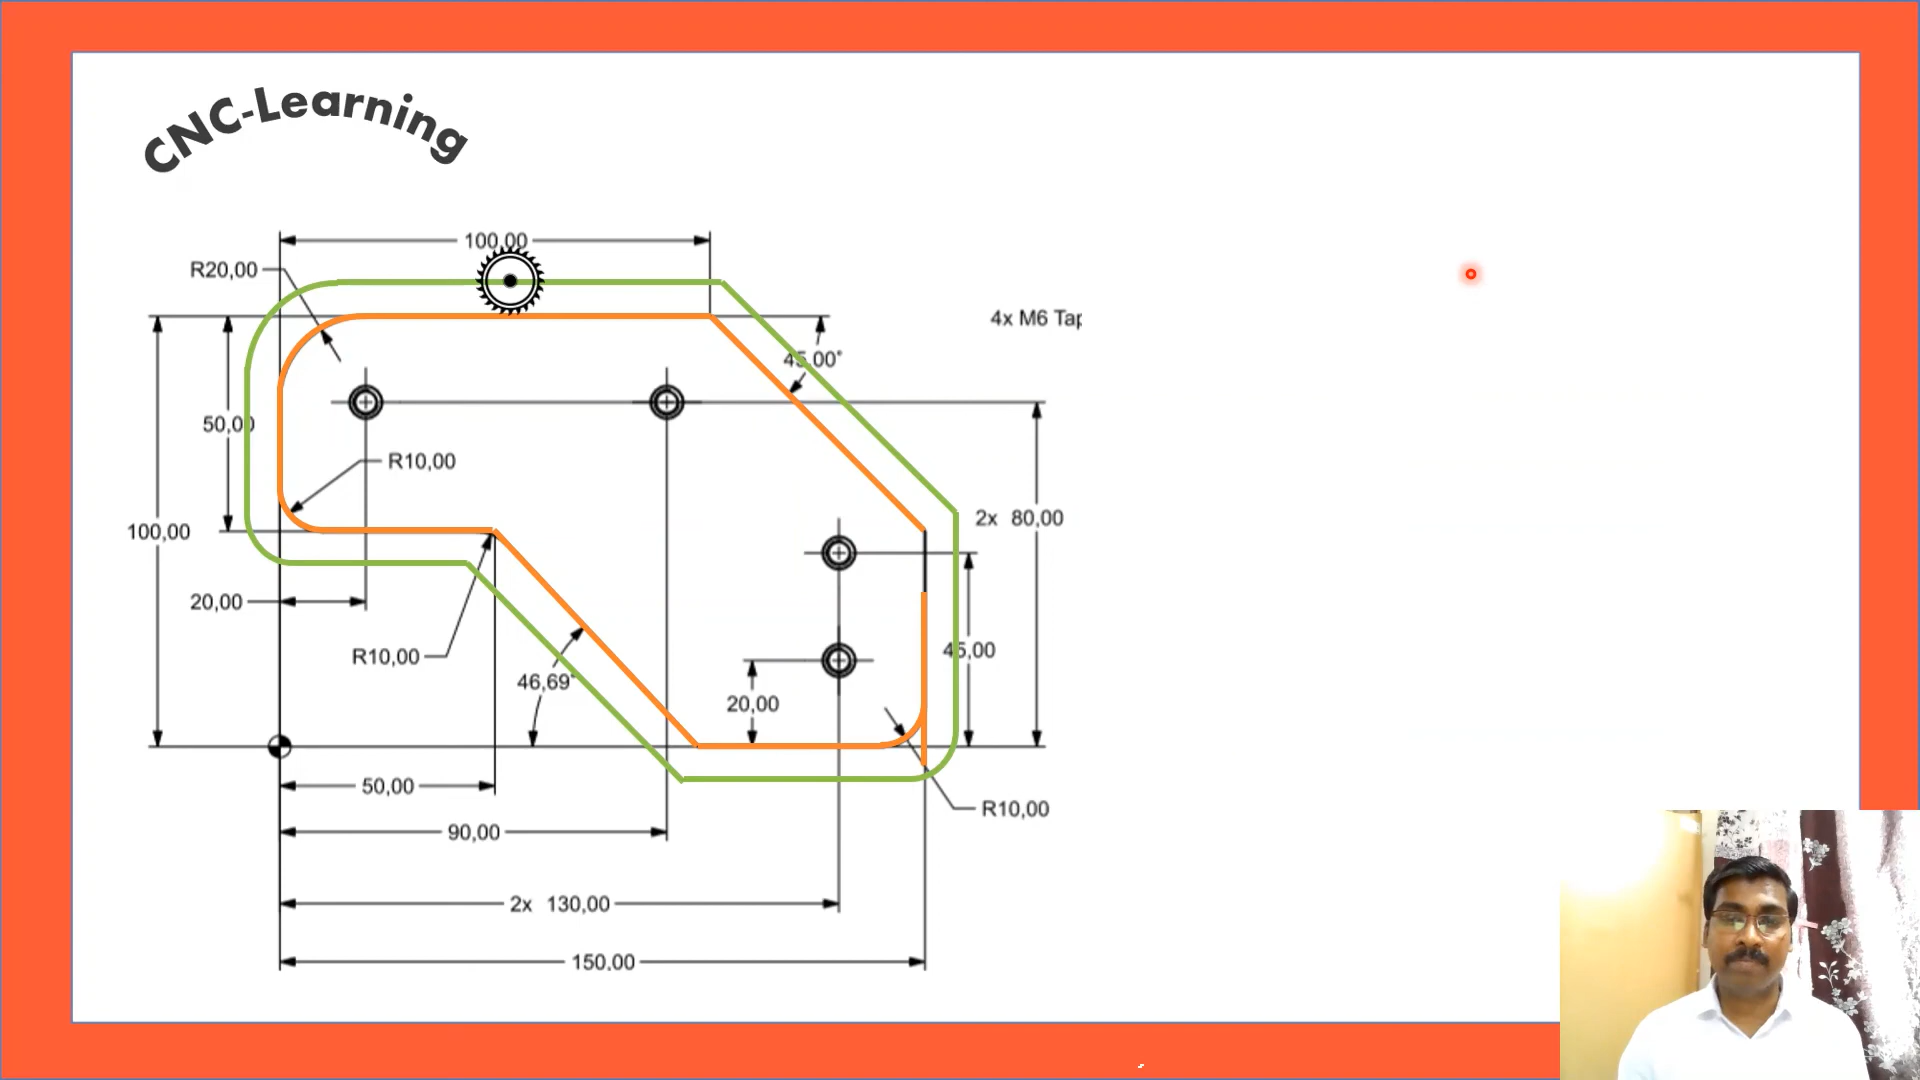 CNC-Learning
100,00
R20,00
4x M6 Tap
45,00°
50,00
R10,00
100,00
2x 80,00
20,00
R10,00
45,00
46,69°
20,00
50,00
R10,00
90,00
2x 130,00
150,00